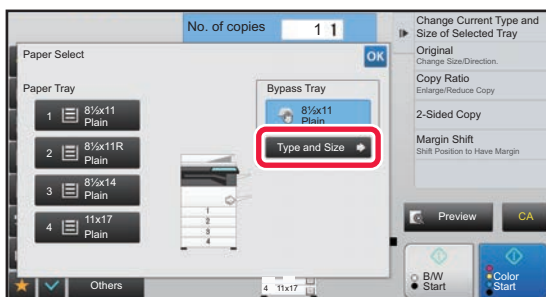 No. of copies
1 1
Paper Select
OK
Paper Tray
1 8½x11
Plain
2 8½x11R
Plain
3 8½x14
Plain
4 11x17
Plain
Bypass Tray
8½x11
Plain
Type and Size
1
2
3
4
Others
4 11x17
Change Current Type and
Size of Selected Tray
Original
Change Size/Direction.
Copy Ratio
Enlarge/Reduce Copy
2-Sided Copy
Margin Shift
Shift Position to Have Margin
Preview
CA
B/W
Start
Color
Start